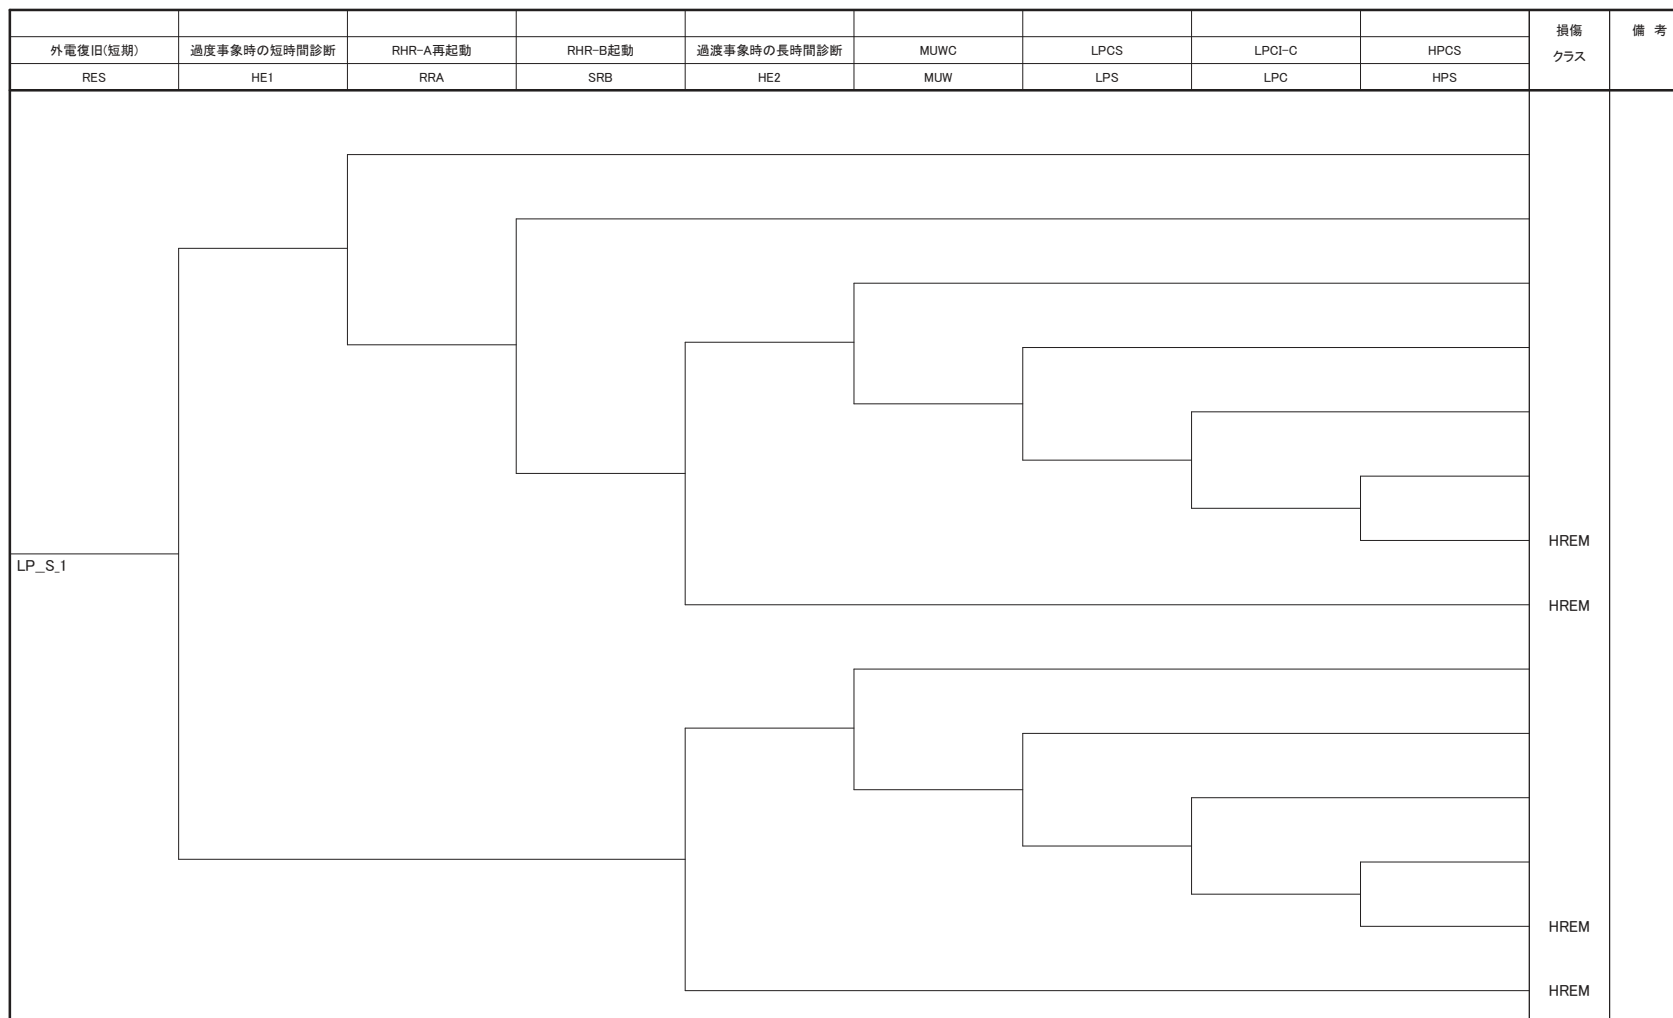 損傷
クラス
備 考
外電復旧(短期) 過度事象時の短時間診断 RHR-A再起動 RHR-B起動 過渡事象時の長時間診断 MUWC LPCS LPCI-C HPCS
RES HE1 RRA SRB HE2 MUW LPS LPC HPS
HREM
LP_S_1
HREM
HREM
HREM